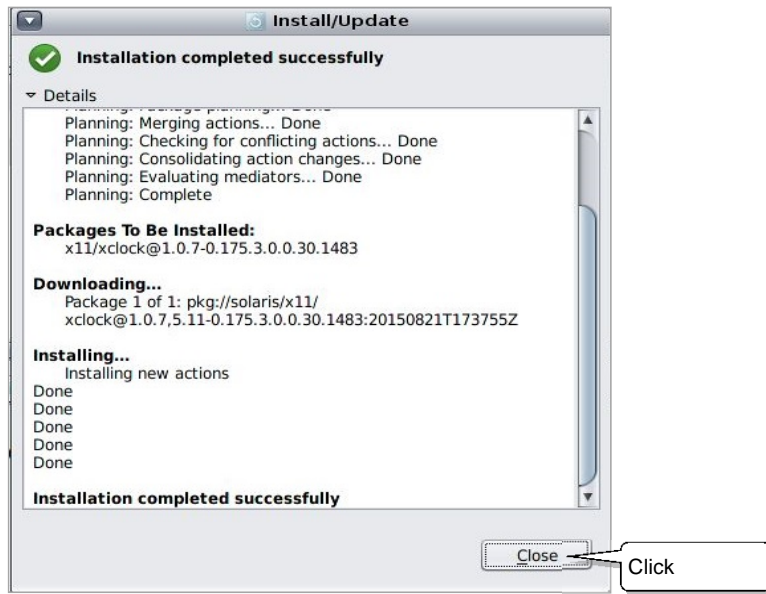 Install/Update
Installation completed successfully
Details
Planning: Package planning... Done
Planning: Merging actions... Done
Planning: Checking for conflicting actions... Done
Planning: Consolidating action changes... Done
Planning: Evaluating mediators... Done
Planning: Complete
Packages To Be Installed:
x11/xclock@1.0.7-0.175.3.0.0.30.1483
Downloading...
Package 1 of 1: pkg://solaris/x11/
xclock@1.0.7,5.11-0.175.3.0.0.30.1483:20150821T173755Z
Installing...
Installing new actions
Done
Done
Done
Done
Done
Installation completed successfully
Close
Click